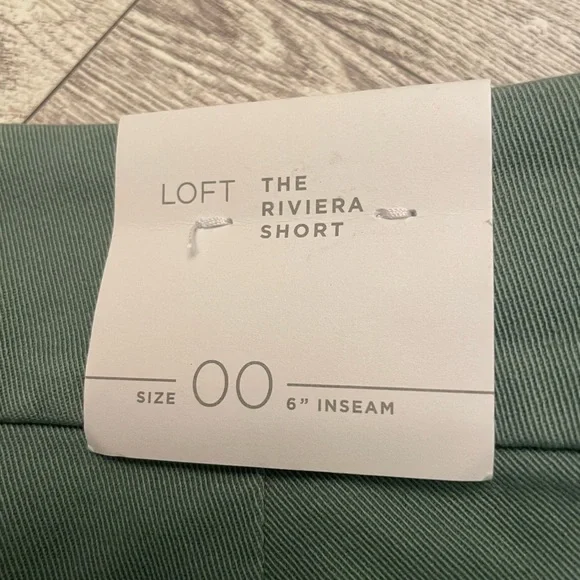 LOFT
THE
RIVIERA
SHORT
SIZE 00 6” INSEAM